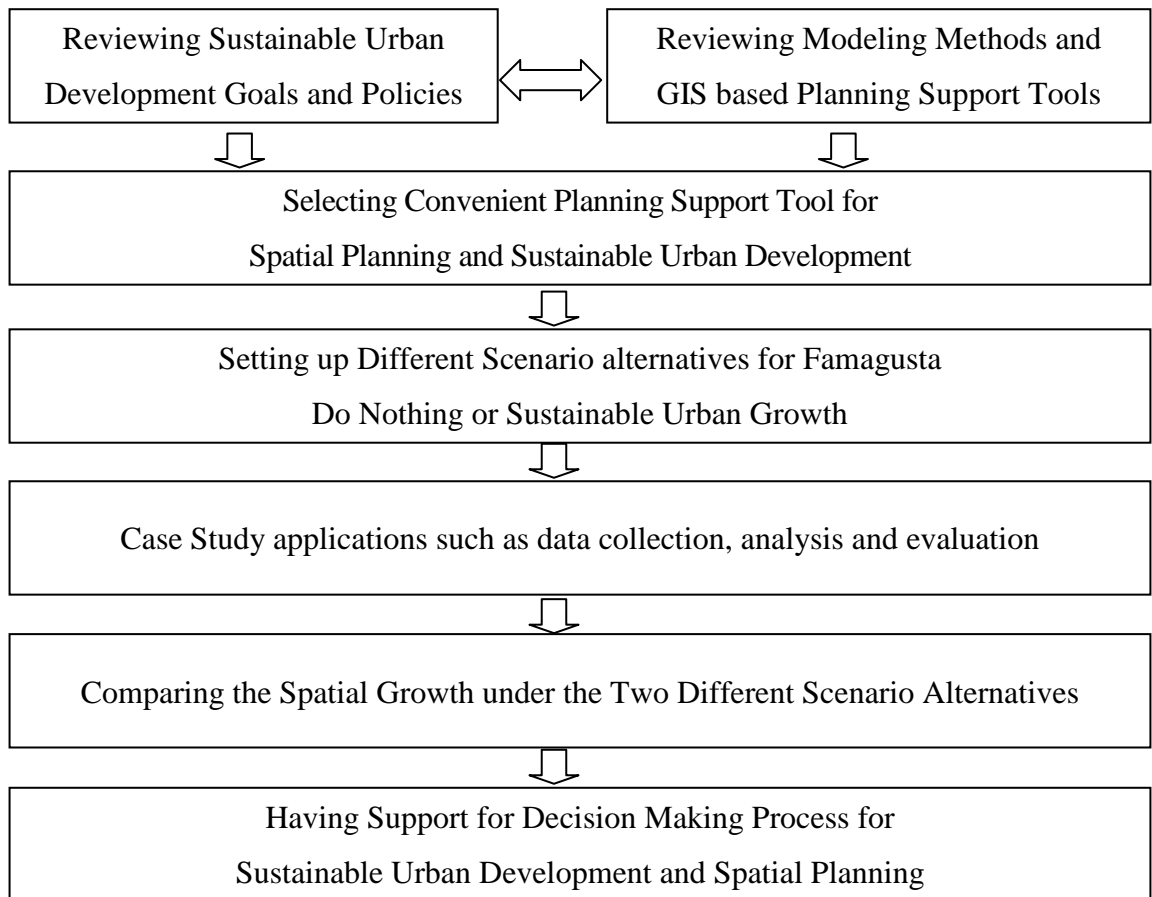 Reviewing Sustainable Urban
Development Goals and Policies
Reviewing Modeling Methods and
GIS based Planning Support Tools
Selecting Convenient Planning Support Tool for
Spatial Planning and Sustainable Urban Development
Setting up Different Scenario alternatives for Famagusta
Do Nothing or Sustainable Urban Growth
Case Study applications such as data collection, analysis and evaluation
Comparing the Spatial Growth under the Two Different Scenario Alternatives
Having Support for Decision Making Process for
Sustainable Urban Development and Spatial Planning